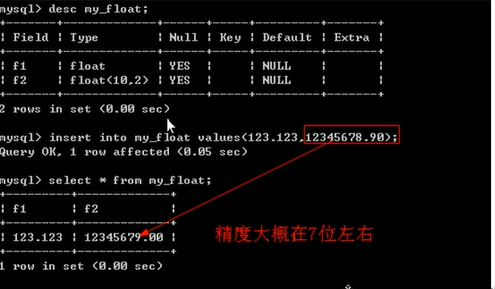 mysql> desc my_float;
+-------+-------------+------+-----+---------+-------+
| Field | Type | Null | Key | Default | Extra |
+-------+-------------+------+-----+---------+-------+
| f1 | float | YES | | NULL | |
| f2 | float(10,2) | YES | | NULL | |
+-------+-------------+------+-----+---------+-------+
2 rows in set (0.00 sec)
mysql> insert into my_float values(123.123,12345678.90);
Query OK, 1 row affected (0.05 sec)
mysql> select * from my_float;
+---------+-------------+
| f1 | f2 |
+---------+-------------+
| 123.123 | 12345679.00 |
+---------+-------------+
精度大概在7位左右
1 row in set (0.00 sec)